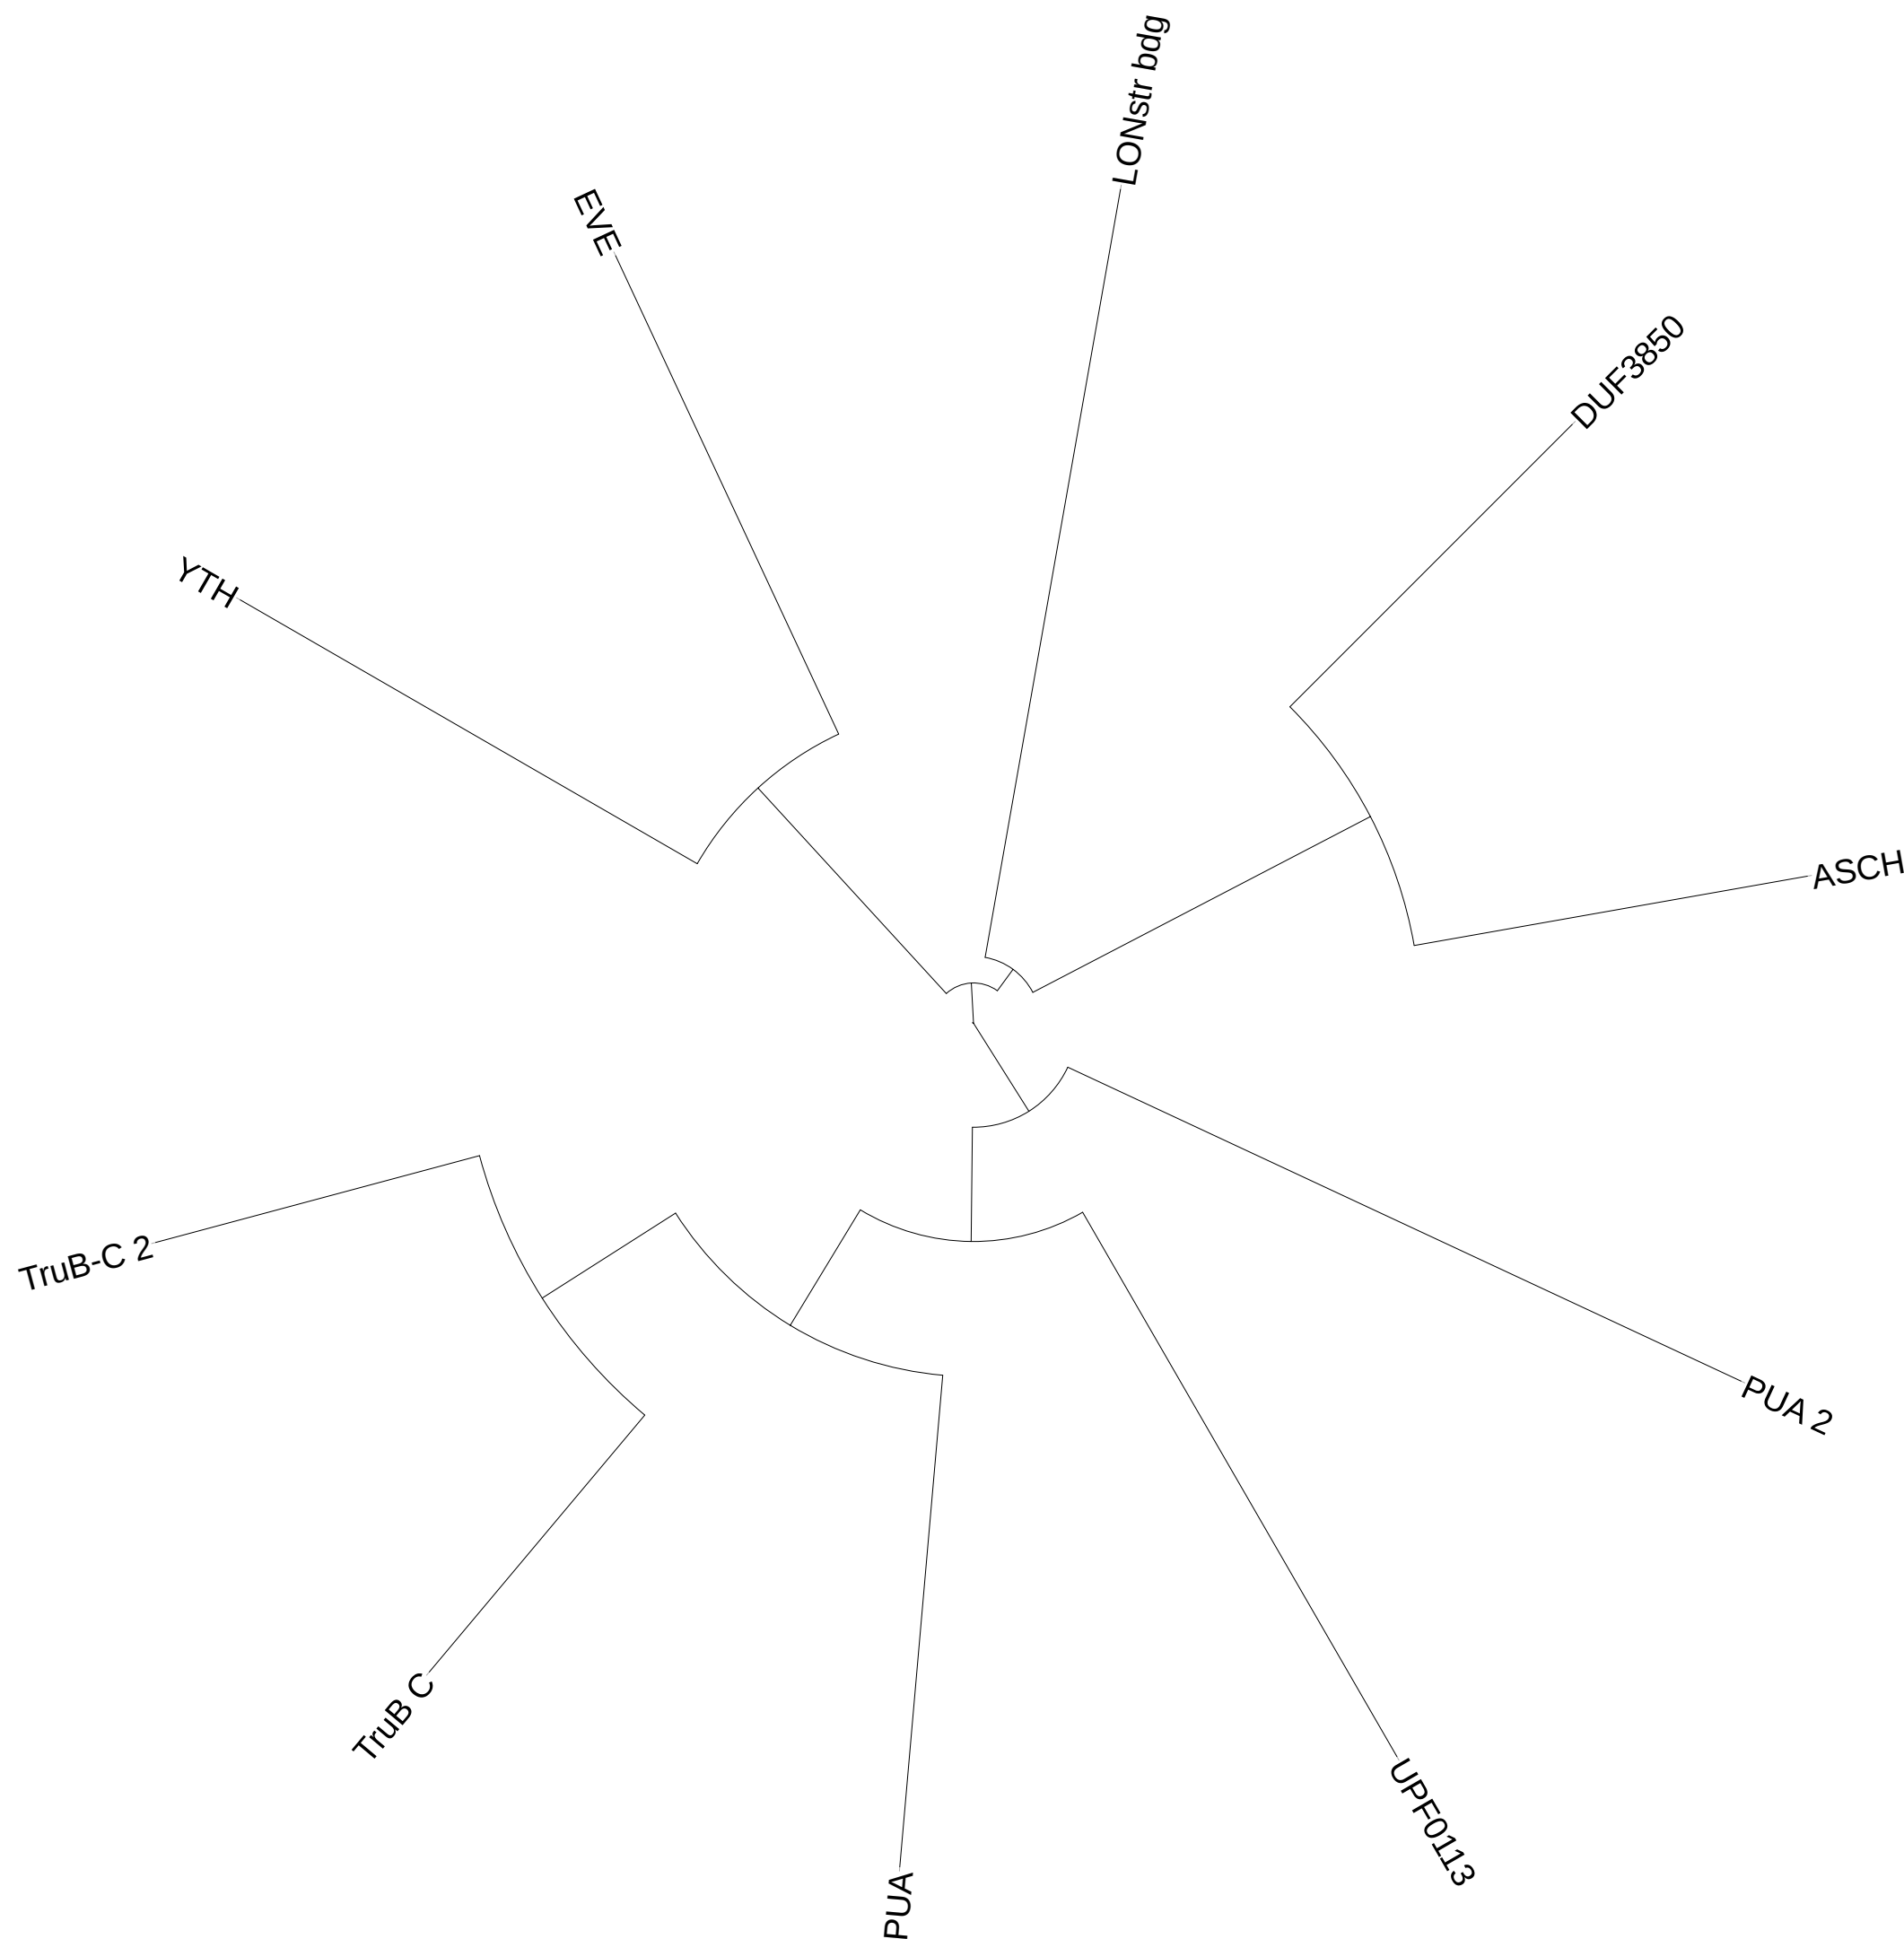 LONstr bdg
EVE
DUF3850
YTH
ASCH
TruB-C 2
PUA 2
TruB C
UPF0113
PUA